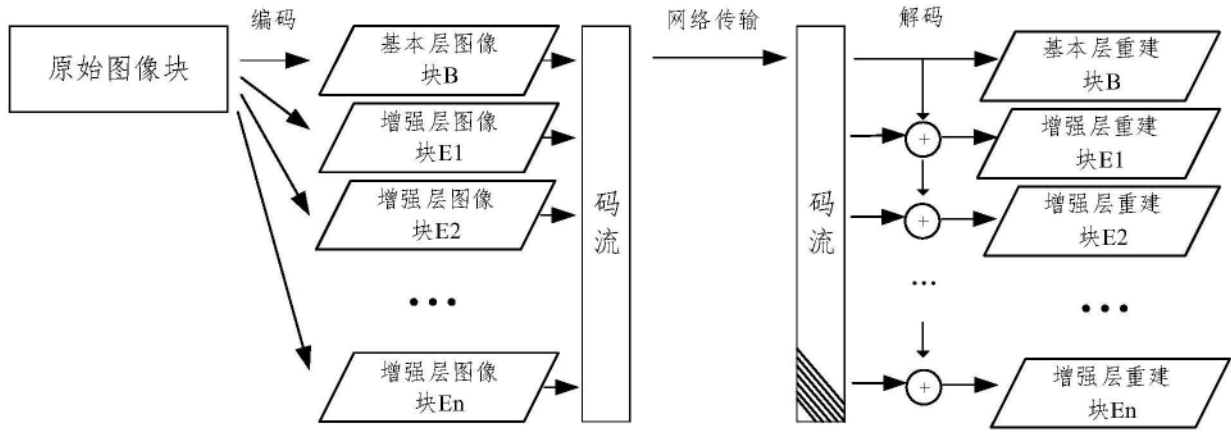 编码
网络传输
解码
原始图像块
基本层图像
块B
增强层图像
块E1
增强层图像
块E2
增强层图像
块En
码
流
码
流
基本层重建
块B
增强层重建
块E1
增强层重建
块E2
增强层重建
块En